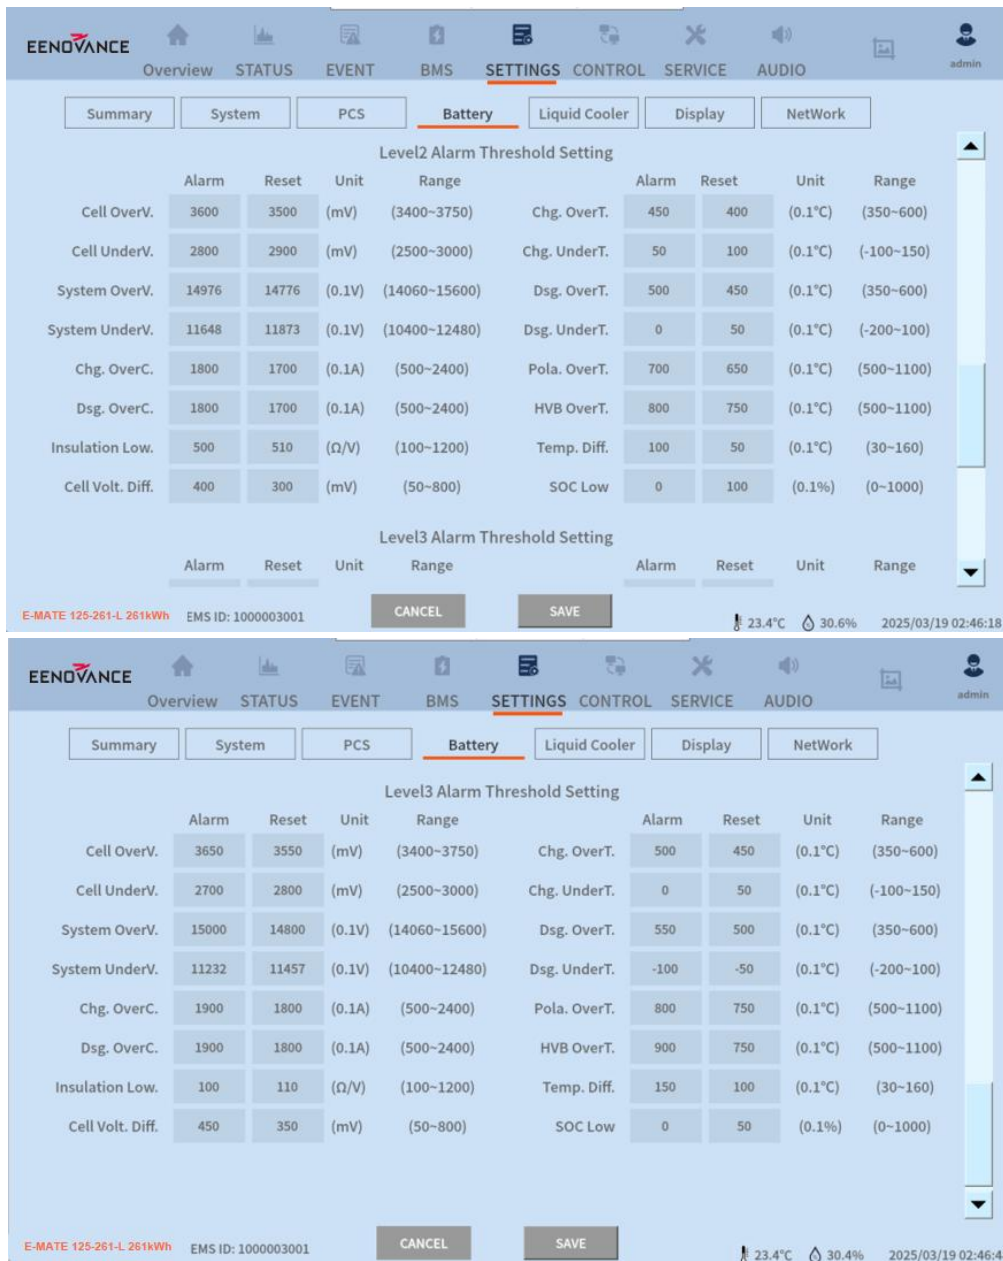 EENOVANCE
Overview STATUS EVENT BMS SETTINGS CONTROL SERVICE AUDIO admin
Summary System PCS Battery Liquid Cooler Display NetWork
Level2 Alarm Threshold Setting
Alarm Reset Unit Range Alarm Reset Unit Range
Cell OverV. 3600 3500 (mV) (3400~3750) Chg. OverT. 450 400 (0.1°C) (350~600)
Cell UnderV. 2800 2900 (mV) (2500~3000) Chg. UnderT. 50 100 (0.1°C) (-100~150)
System OverV. 14976 14776 (0.1V) (14060~15600) Dsg. OverT. 500 450 (0.1°C) (350~600)
System UnderV. 11648 11873 (0.1V) (10400~12480) Dsg. UnderT. 0 50 (0.1°C) (-200~100)
Chg. OverC. 1800 1700 (0.1A) (500~2400) Pola. OverT. 700 650 (0.1°C) (500~1100)
Dsg. OverC. 1800 1700 (0.1A) (500~2400) HVB OverT. 800 750 (0.1°C) (500~1100)
Insulation Low. 500 510 (Ω/V) (100~1200) Temp. Diff. 100 50 (0.1°C) (30~160)
Cell Volt. Diff. 400 300 (mV) (50~800) SOC Low 0 100 (0.1%) (0~1000)
Level3 Alarm Threshold Setting
Alarm Reset Unit Range Alarm Reset Unit Range
E-MATE 125-261-L 261kWh EMS ID: 1000003001 CANCEL SAVE 23.4°C 30.6% 2025/03/19 02:46:18
EENOVANCE
Overview STATUS EVENT BMS SETTINGS CONTROL SERVICE AUDIO admin
Summary System PCS Battery Liquid Cooler Display NetWork
Level3 Alarm Threshold Setting
Alarm Reset Unit Range Alarm Reset Unit Range
Cell OverV. 3650 3550 (mV) (3400~3750) Chg. OverT. 500 450 (0.1°C) (350~600)
Cell UnderV. 2700 2800 (mV) (2500~3000) Chg. UnderT. 0 50 (0.1°C) (-100~150)
System OverV. 15000 14800 (0.1V) (14060~15600) Dsg. OverT. 550 500 (0.1°C) (350~600)
System UnderV. 11232 11457 (0.1V) (10400~12480) Dsg. UnderT. -100 -50 (0.1°C) (-200~100)
Chg. OverC. 1900 1800 (0.1A) (500~2400) Pola. OverT. 800 750 (0.1°C) (500~1100)
Dsg. OverC. 1900 1800 (0.1A) (500~2400) HVB OverT. 900 750 (0.1°C) (500~1100)
Insulation Low. 100 110 (Ω/V) (100~1200) Temp. Diff. 150 100 (0.1°C) (30~160)
Cell Volt. Diff. 450 350 (mV) (50~800) SOC Low 0 50 (0.1%) (0~1000)
E-MATE 125-261-L 261kWh EMS ID: 1000003001 CANCEL SAVE 23.4°C 30.4% 2025/03/19 02:46:4